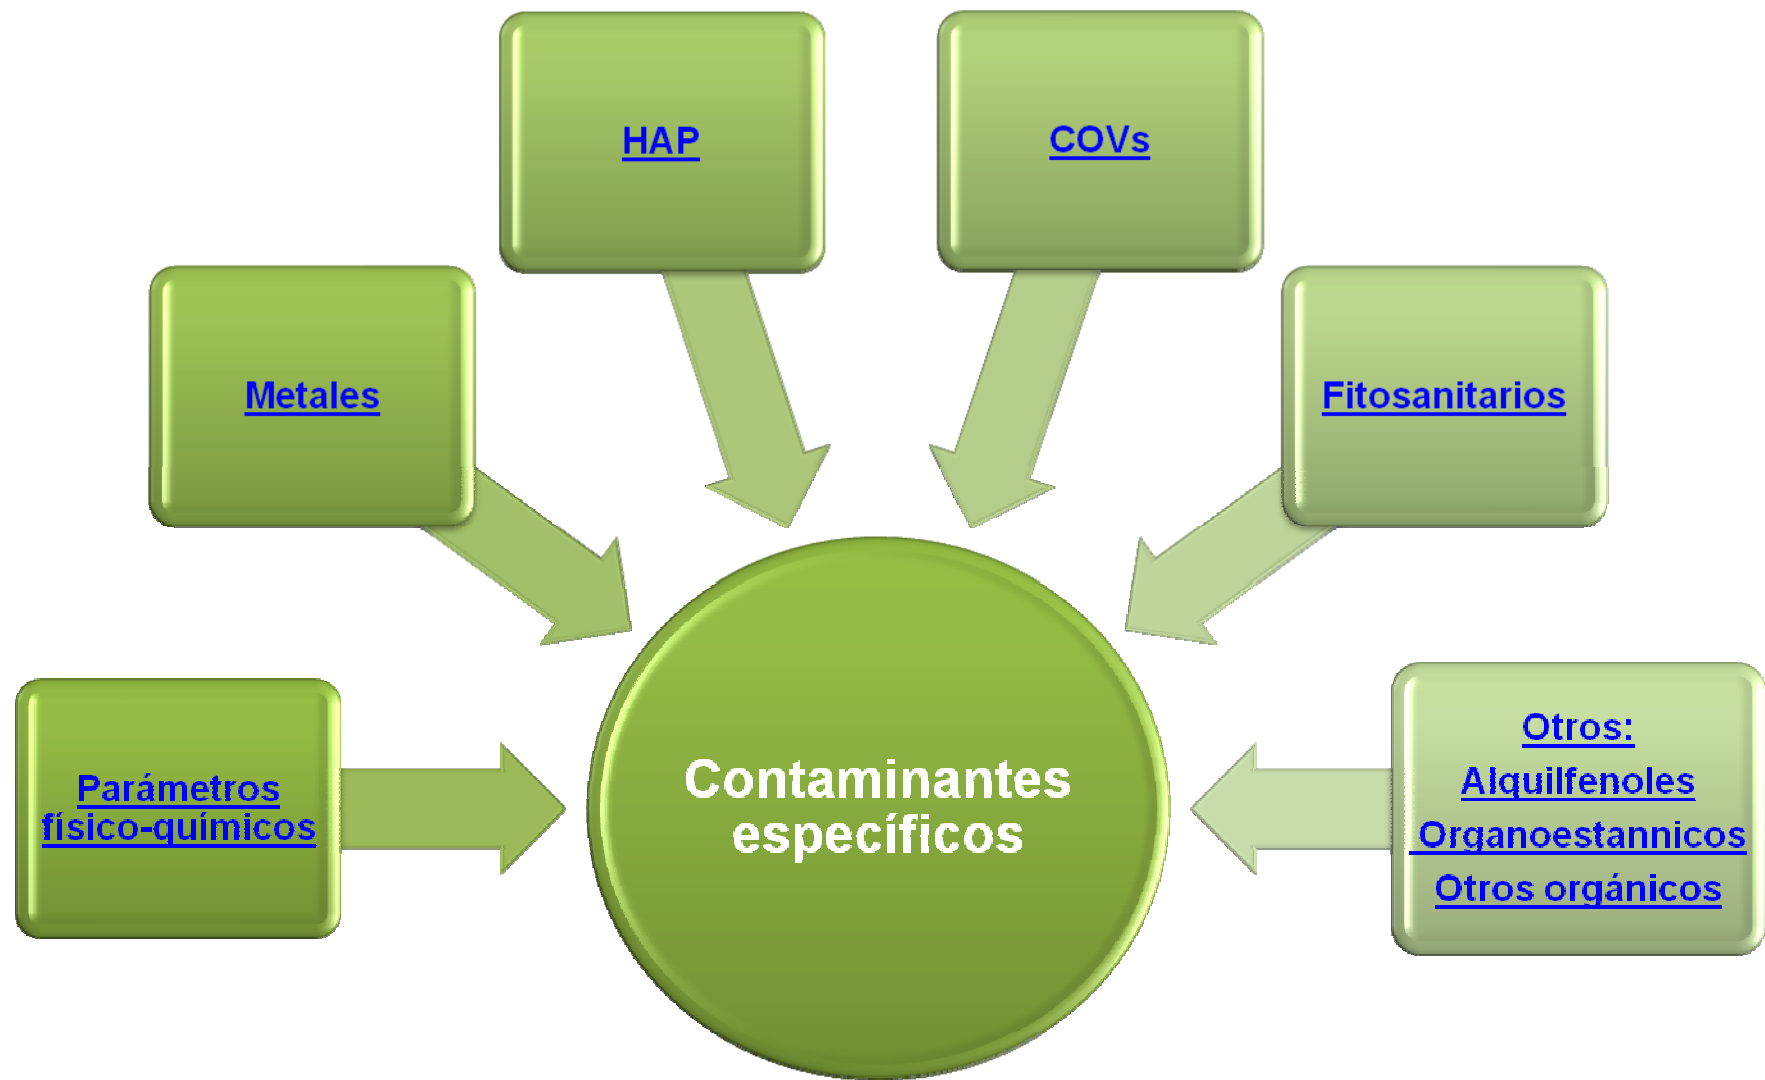 HAP
COVs
Metales
Fitosanitarios
Parámetros
físico-químicos
Contaminantes
específicos
Otros:
Alquilfenoles
Organoestannicos
Otros orgánicos